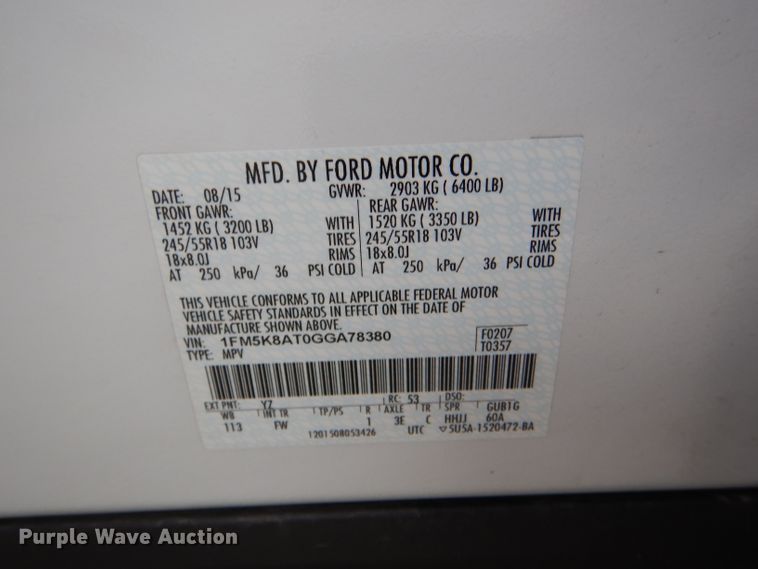 MFD. BY FORD MOTOR CO.
DATE: 08/15 GVWR: 2903 KG ( 6400 LB)
FRONT GAWR: REAR GAWR:
1452 KG ( 3200 LB) WITH 1520 KG ( 3350 LB) WITH
245/55R18 103V TIRES 245/55R18 103V TIRES
18x8.0J RIMS 18x8.0J RIMS
AT 250 kPa/ 36 PSI COLD AT 250 kPa/ 36 PSI COLD
THIS VEHICLE CONFORMS TO ALL APPLICABLE FEDERAL MOTOR
VEHICLE SAFETY STANDARDS IN EFFECT ON THE DATE OF
MANUFACTURE SHOWN ABOVE.
VIN: 1FM5K8AT0GGA78380 F0207
TYPE: MPV T0357
EXT PNT: YZ RC: 53 DSO:
WB INT TR TP/PS R AXLE TR SPR GUB1G
113 FW 1 3E C HHJJ 60A
1201508053426 UTC ▽5U5A-1520472-BA
Purple Wave Auction